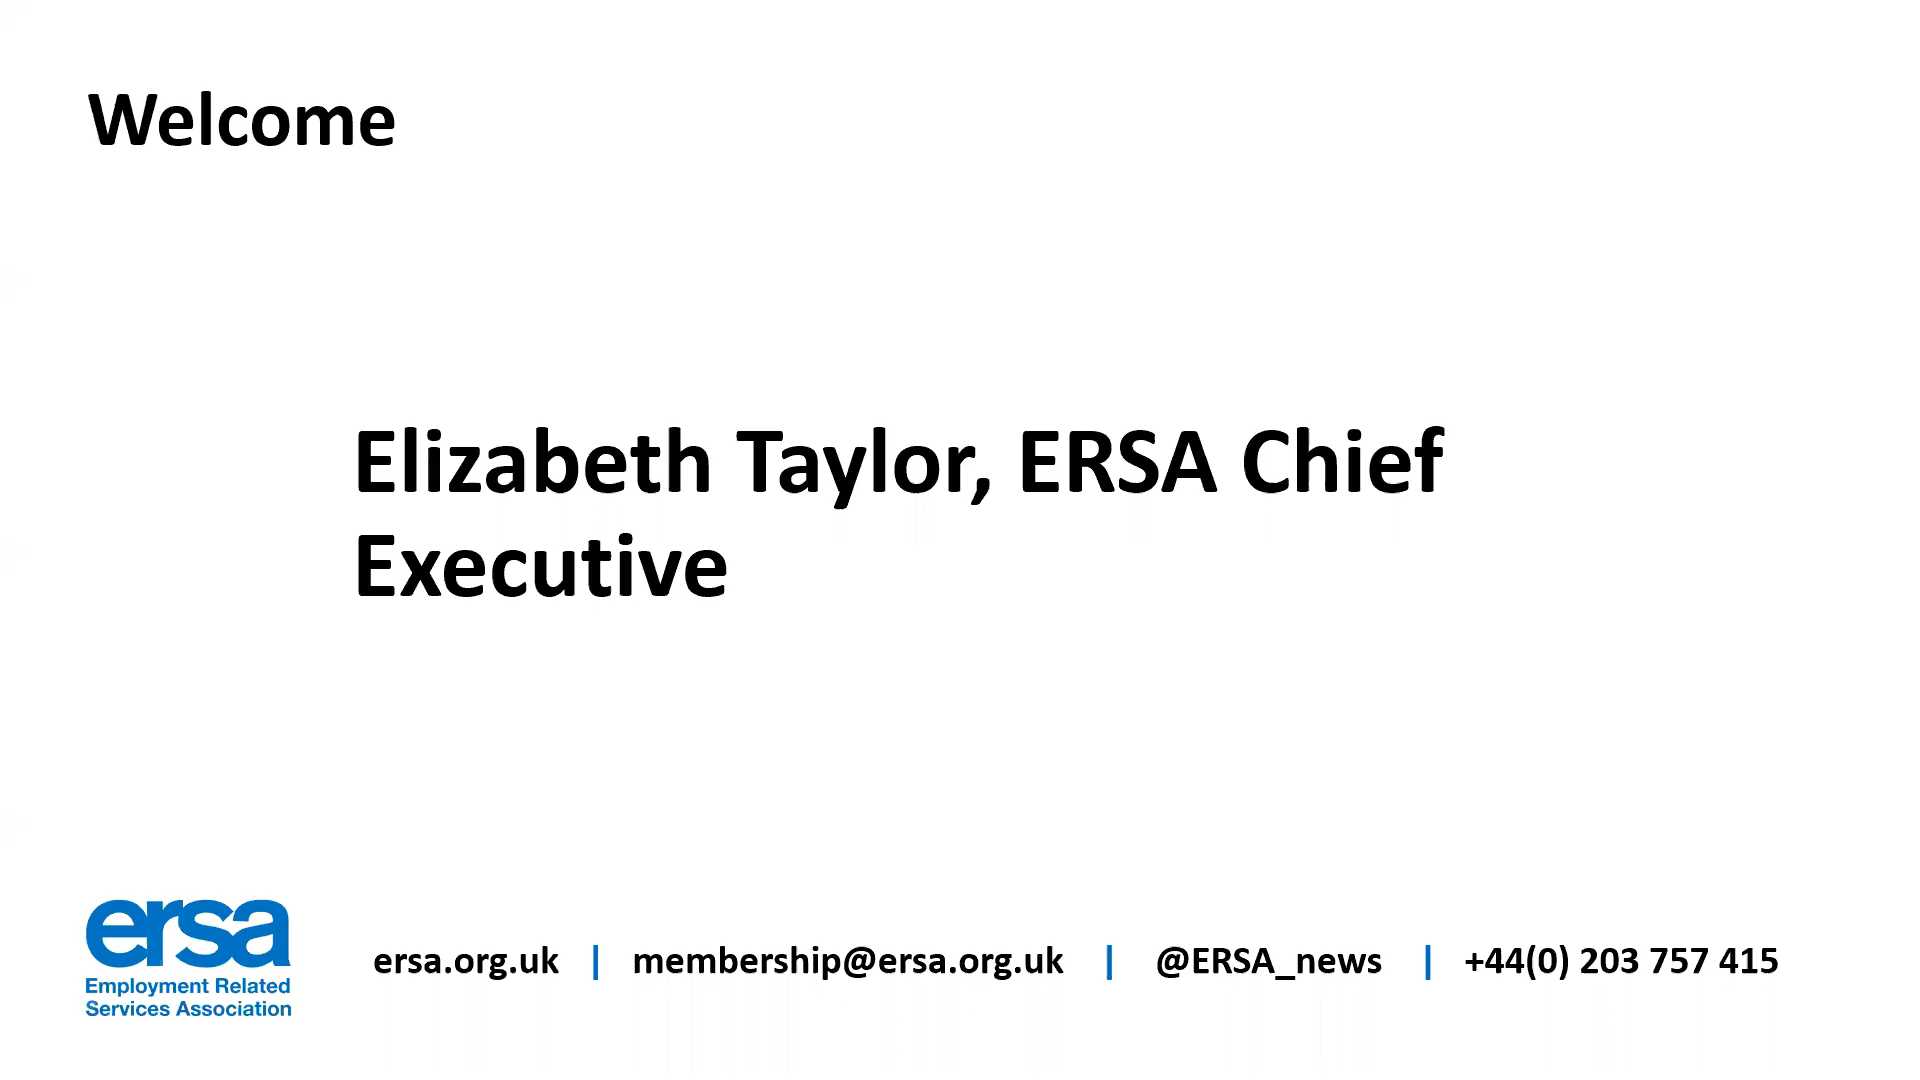 Welcome
Elizabeth Taylor, ERSA Chief
Executive
ersa
Employment Related
Services Association
ersa.org.uk | membership@ersa.org.uk | @ERSA_news | +44(0) 203 757 415